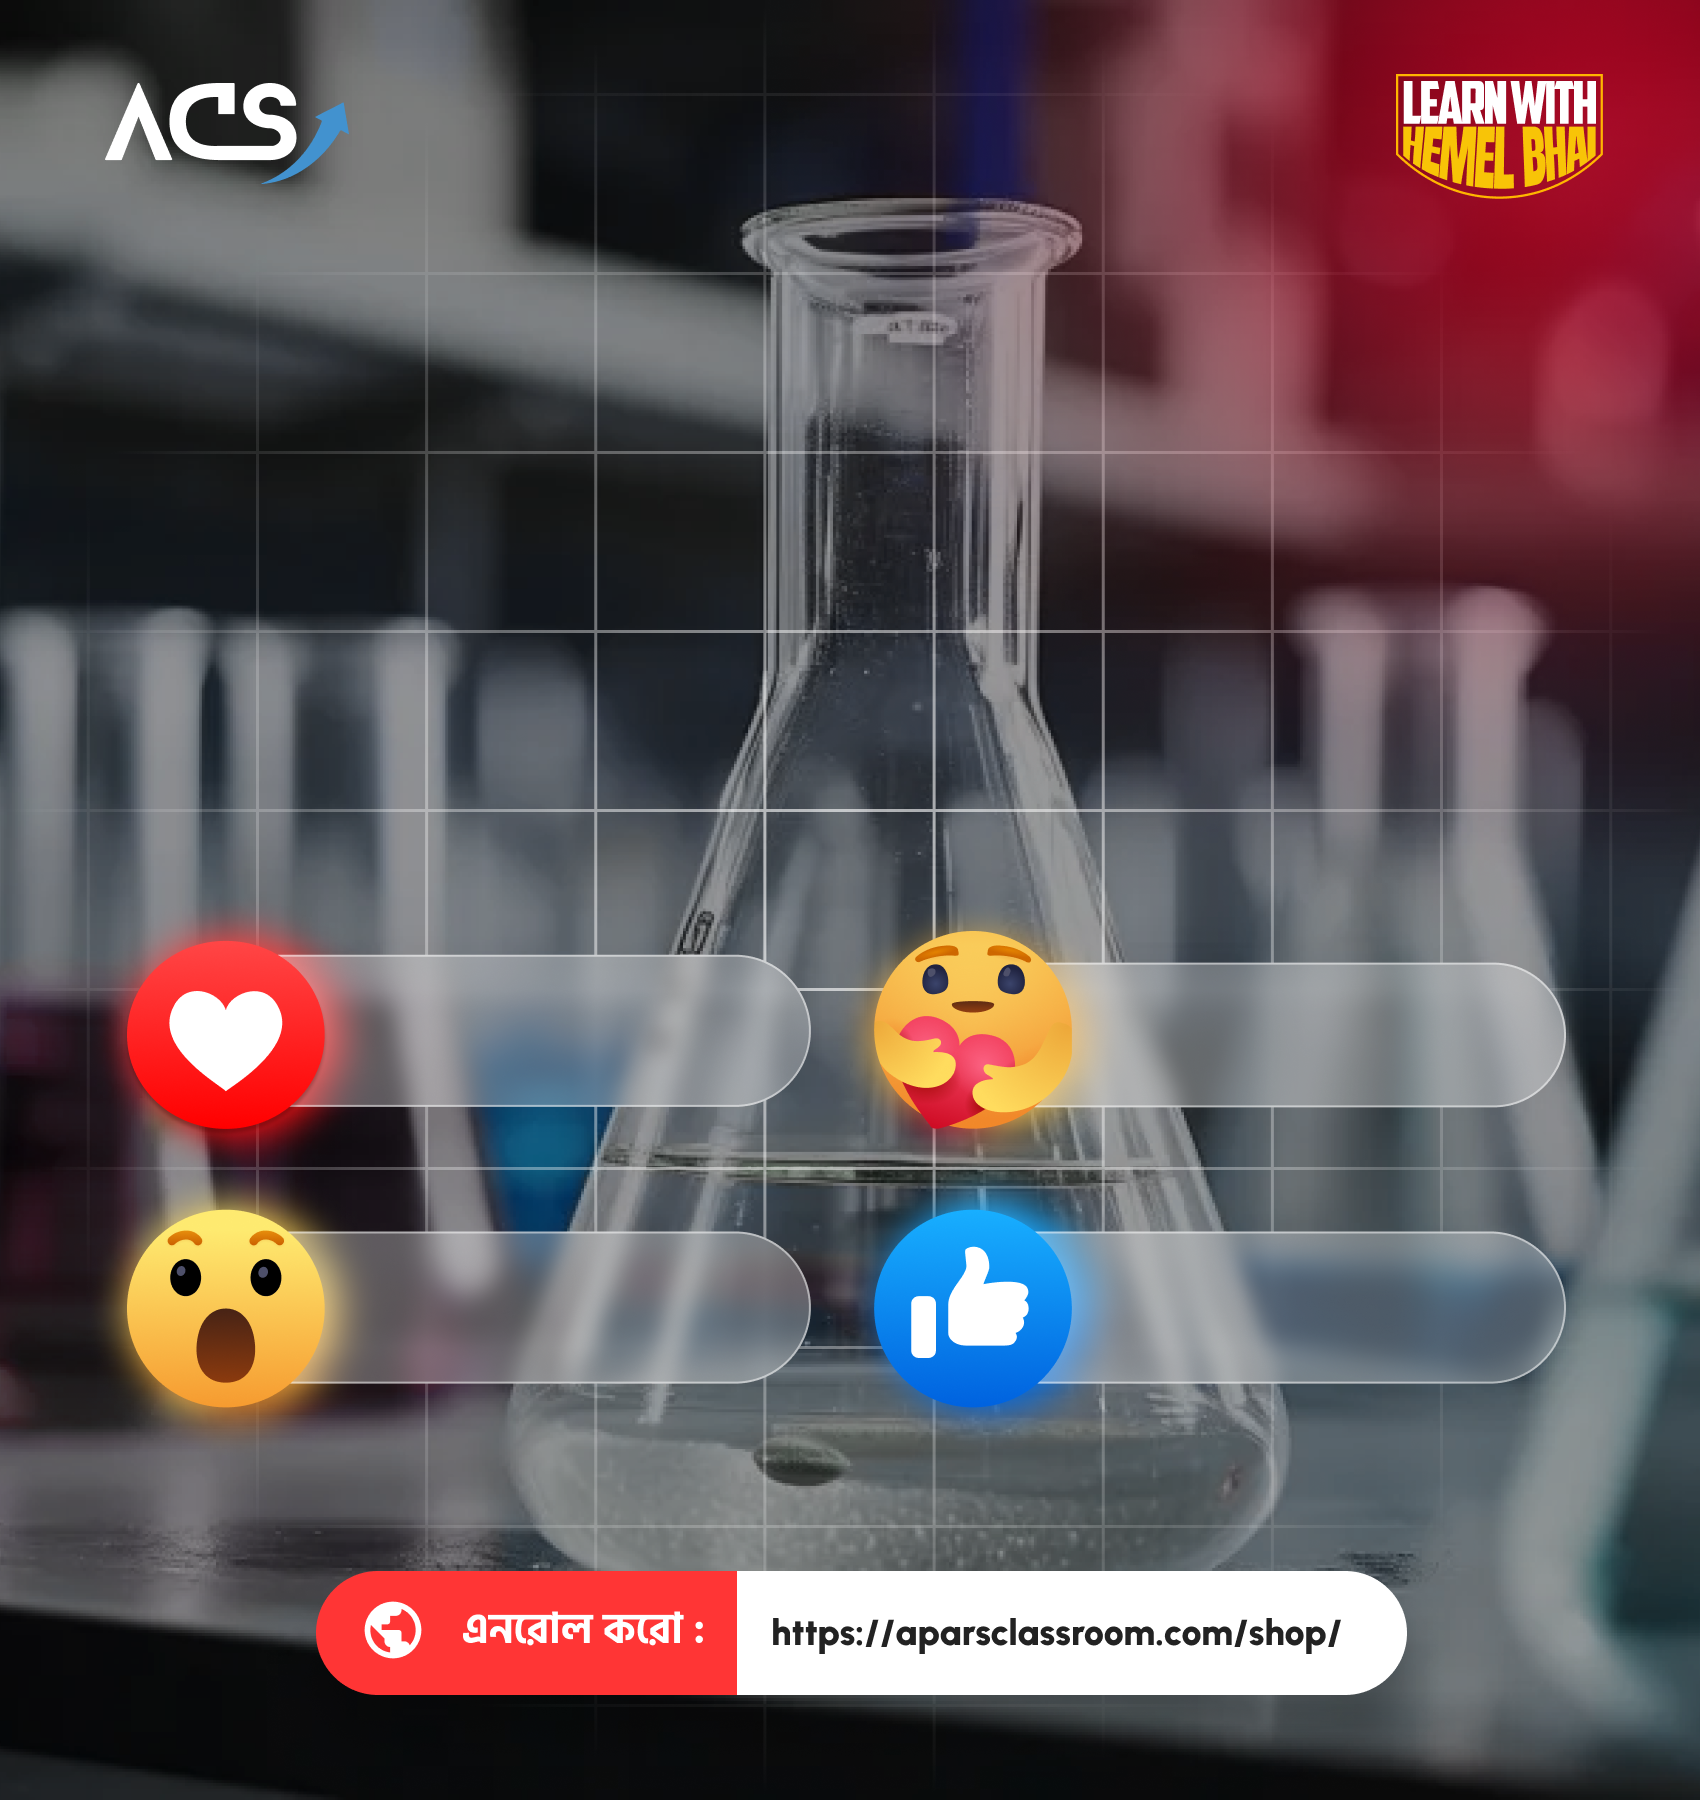 ACS
LEARN WITH
HEMEL BHAI
এনরোল করো :
https://aparsclassroom.com/shop/